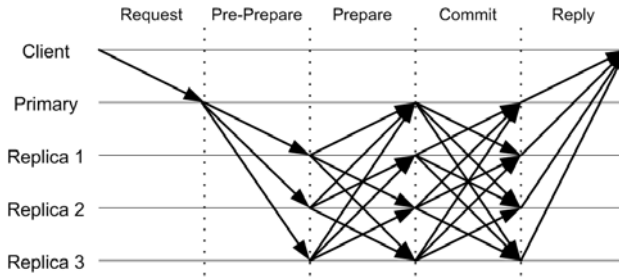 Request Pre-Prepare Prepare Commit Reply
Client
Primary
Replica 1
Replica 2
Replica 3